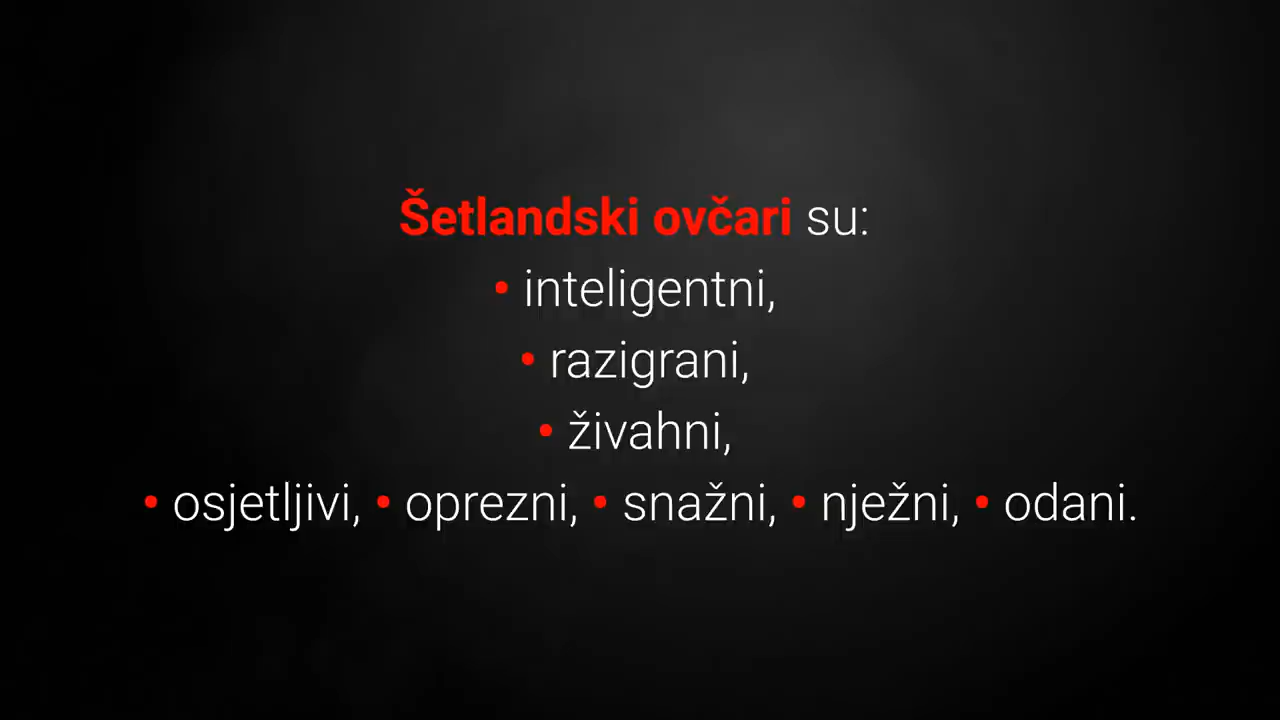 Šetlandski ovčari su:
• inteligentni,
• razigrani,
• živahni,
• osjetljivi, • oprezni, • snažni, • nježni, • odani.